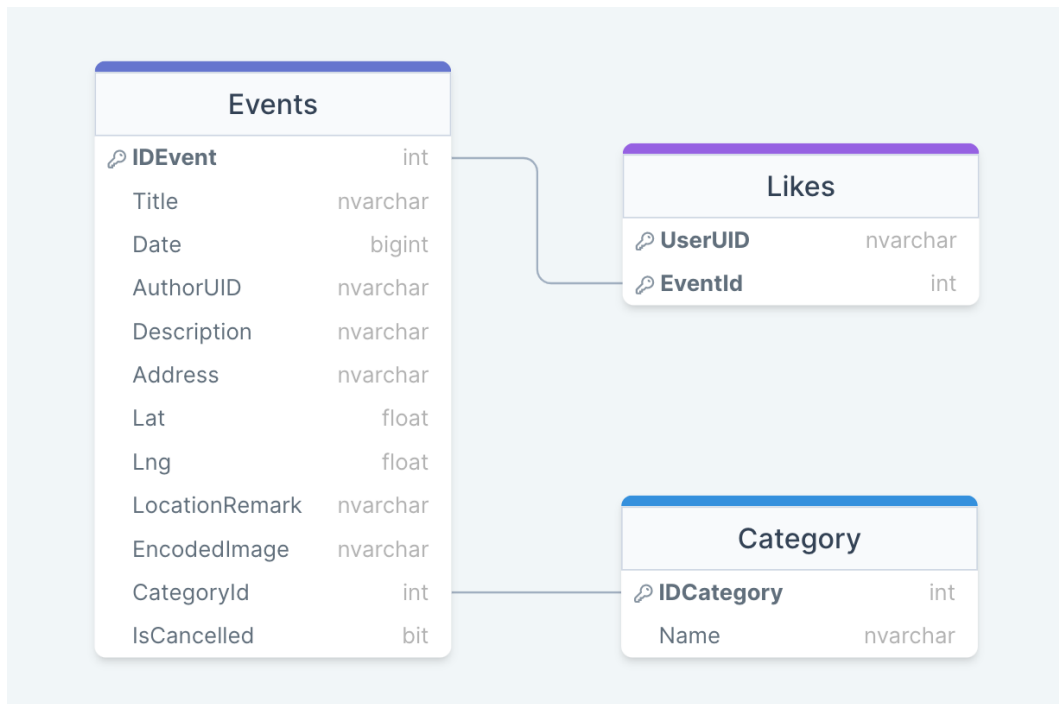 Events
IDEvent int
Title nvarchar
Date bigint
AuthorUID nvarchar
Description nvarchar
Address nvarchar
Lat float
Lng float
LocationRemark nvarchar
EncodedImage nvarchar
CategoryId int
IsCancelled bit
Likes
UserUID nvarchar
EventId int
Category
IDCategory int
Name nvarchar